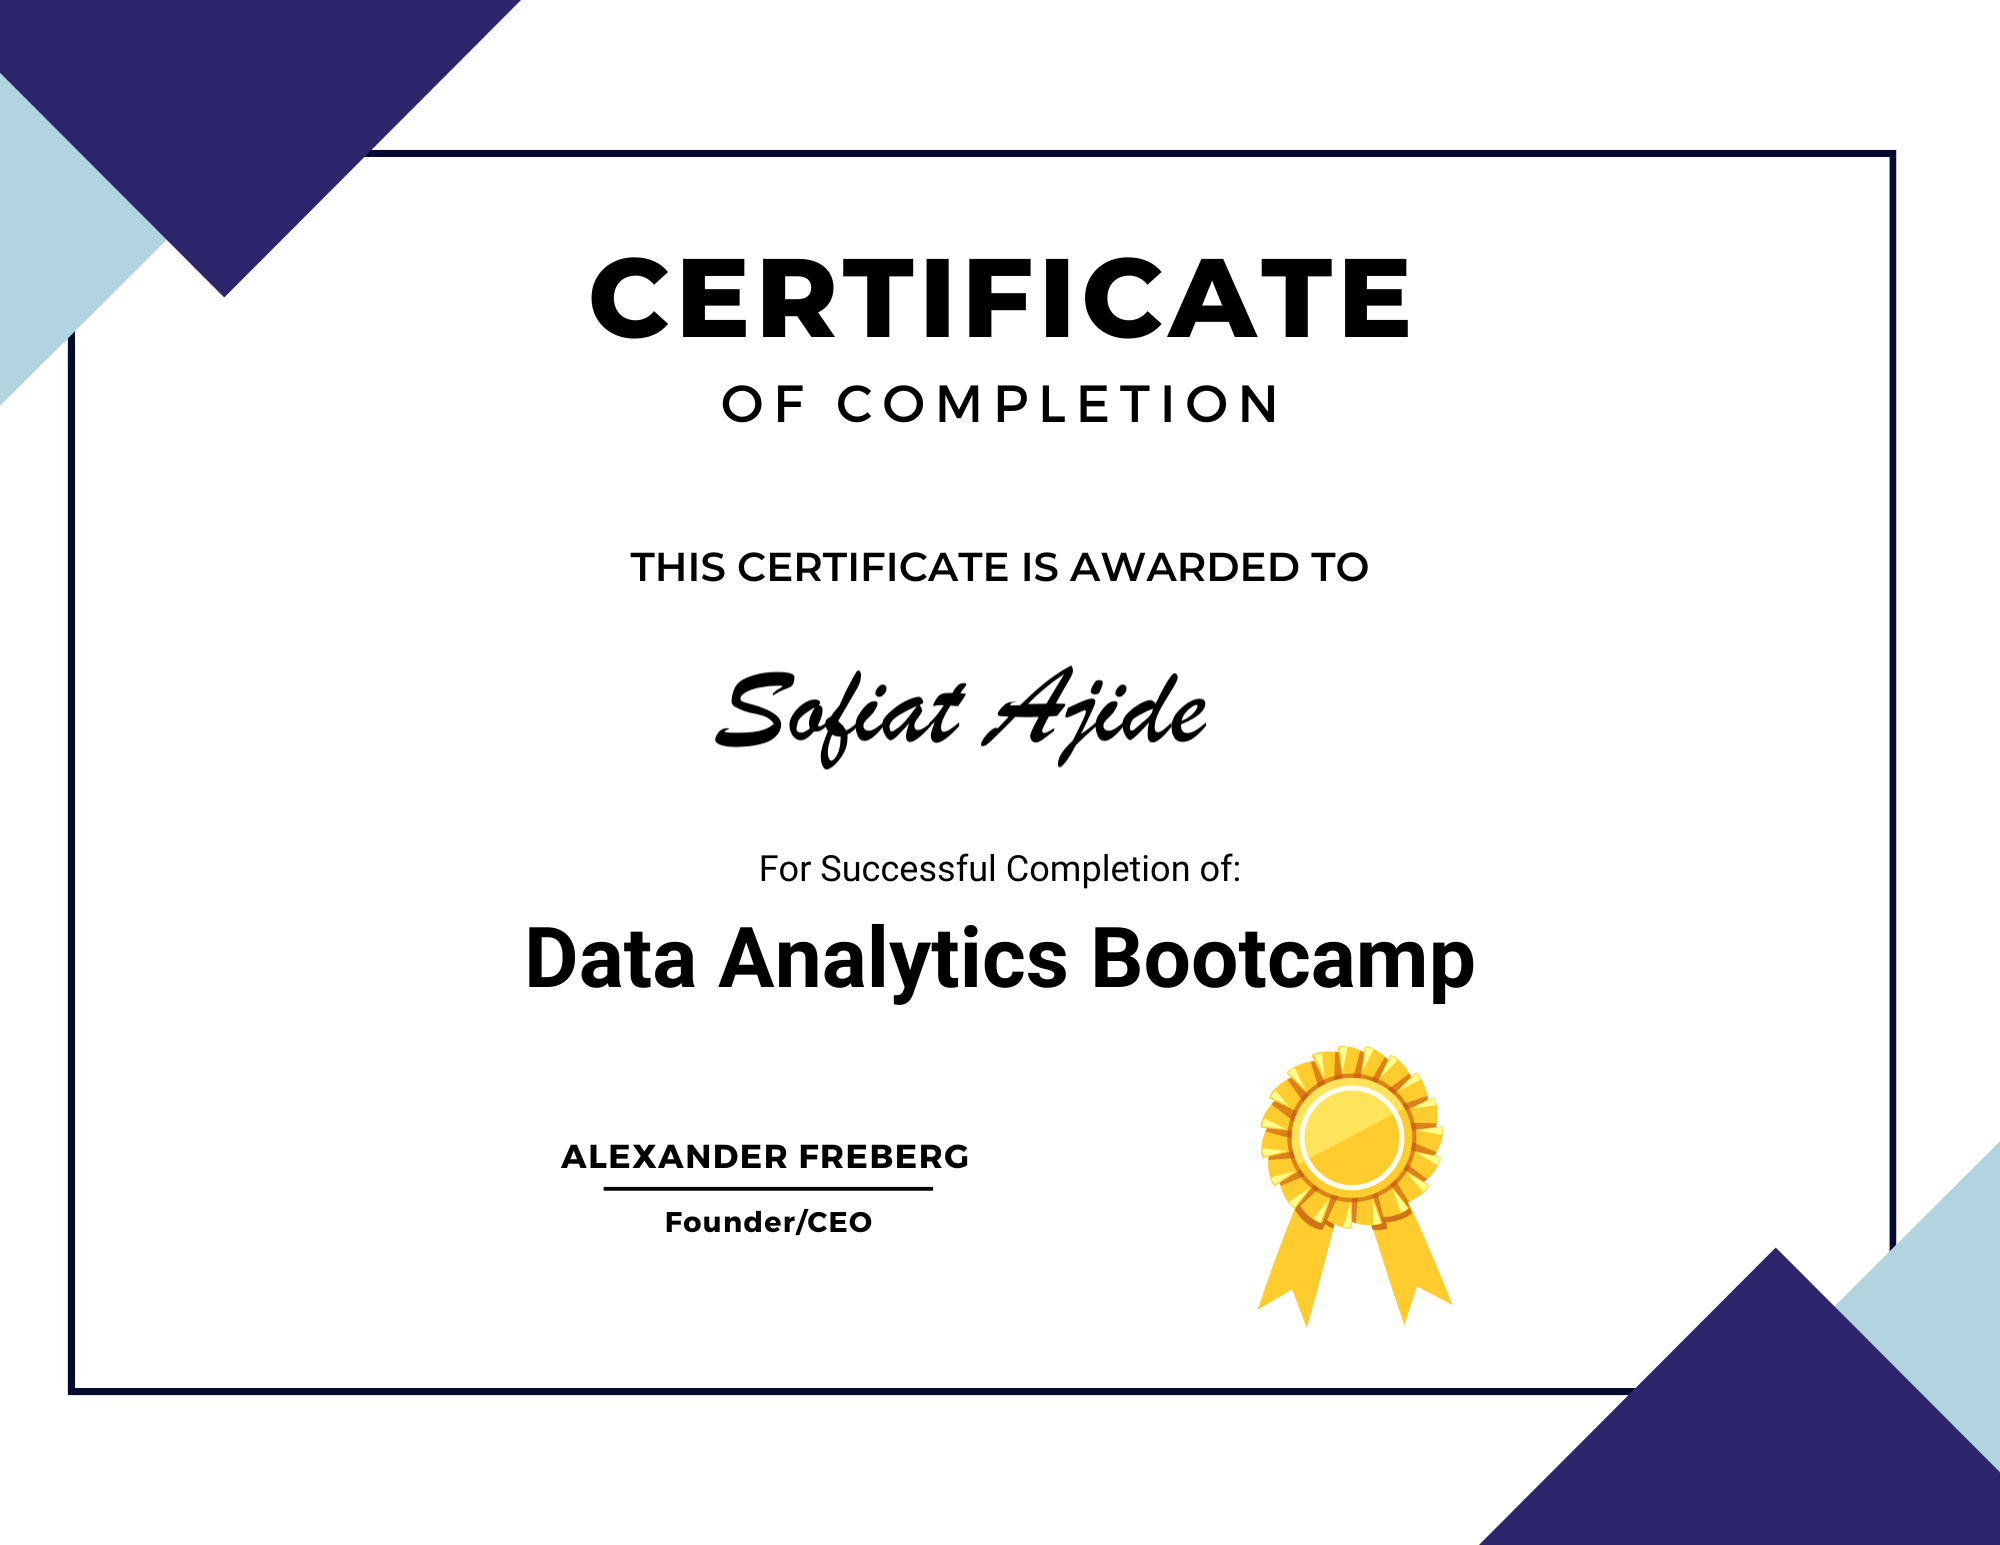 CERTIFICATE
OF COMPLETION
THIS CERTIFICATE IS AWARDED TO
Sofiat Ajide
For Successful Completion of:
Data Analytics Bootcamp
ALEXANDER FREBERG
Founder/CEO